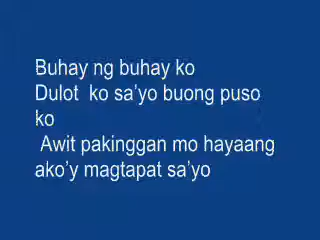 Buhay ng buhay ko
Dulot ko sa'yo buong puso
ko
Awit pakinggan mo hayaang
ako'y magtapat sa'yo